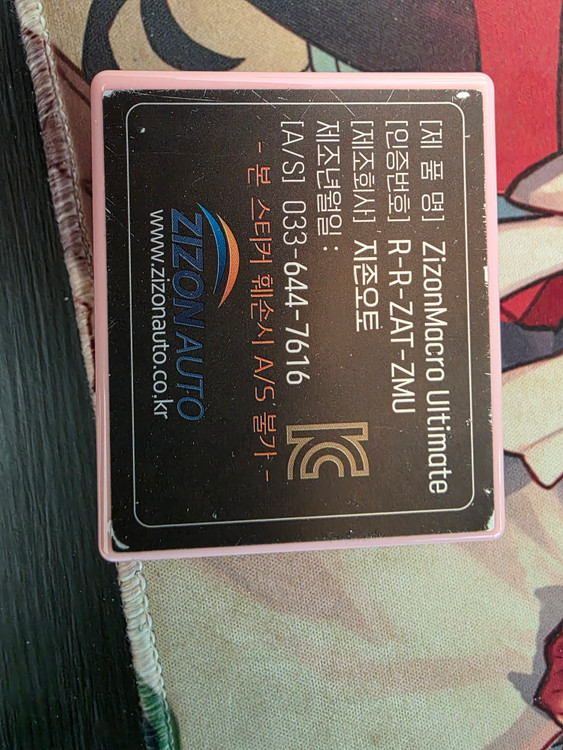 [제 품 명] ZizonMacro Ultimate
[인증번호] R-R-ZAT-ZMU
[제조회사] 지존오토
제조년월일 :
[A/S] 033-644-7616
- 본 스티커 훼손시 A/S 불가 -
ZIZON AUTO
www.zizonauto.co.kr